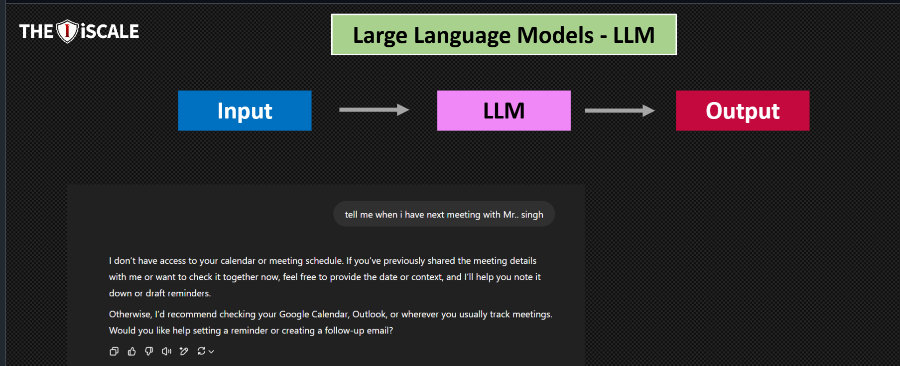 THE iSCALE
Large Language Models - LLM
Input
LLM
Output
tell me when i have next meeting with Mr.. singh
I don't have access to your calendar or meeting schedule. If you've previously shared the meeting details
with me or want to check it together now, feel free to provide the date or context, and I'll help you note it
down or draft reminders.
Otherwise, I'd recommend checking your Google Calendar, Outlook, or wherever you usually track meetings.
Would you like help setting a reminder or creating a follow-up email?